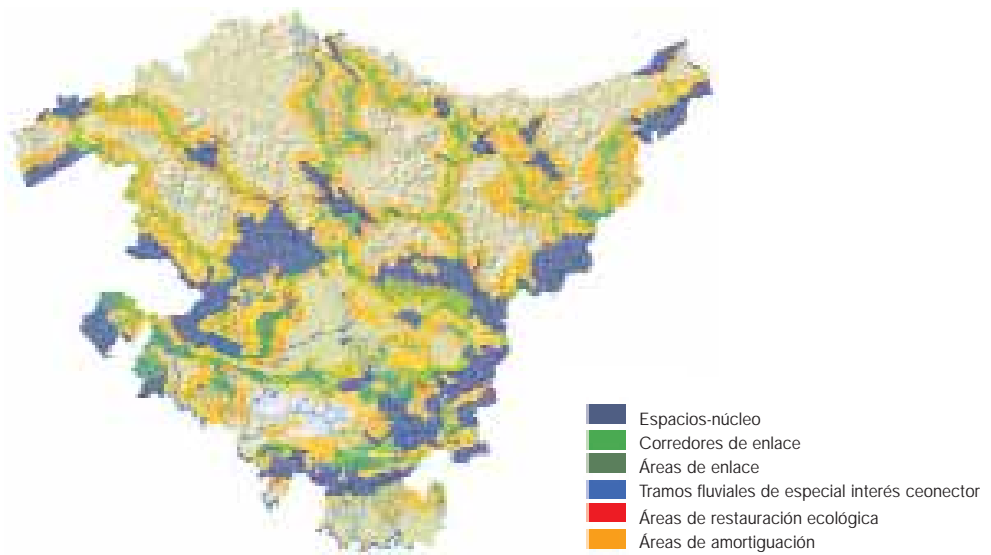 Espacios-núcleo
Corredores de enlace
Áreas de enlace
Tramos fluviales de especial interés ceonector
Áreas de restauración ecológica
Áreas de amortiguación